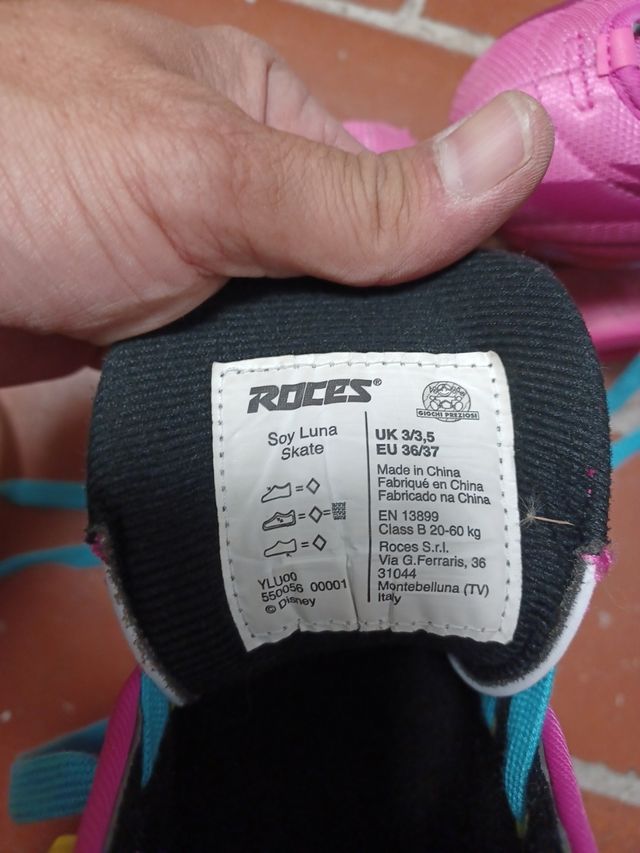 ROCES®
Soy Luna
Skate
YLU00
550056 00001
© Disney
GIOCHI PREZIOSI
UK 3/3,5
EU 36/37
Made in China
Fabriqué en China
Fabricado na China
EN 13899
Class B 20-60 kg
Roces S.r.l.
Via G.Ferraris, 36
31044
Montebelluna (TV)
Italy